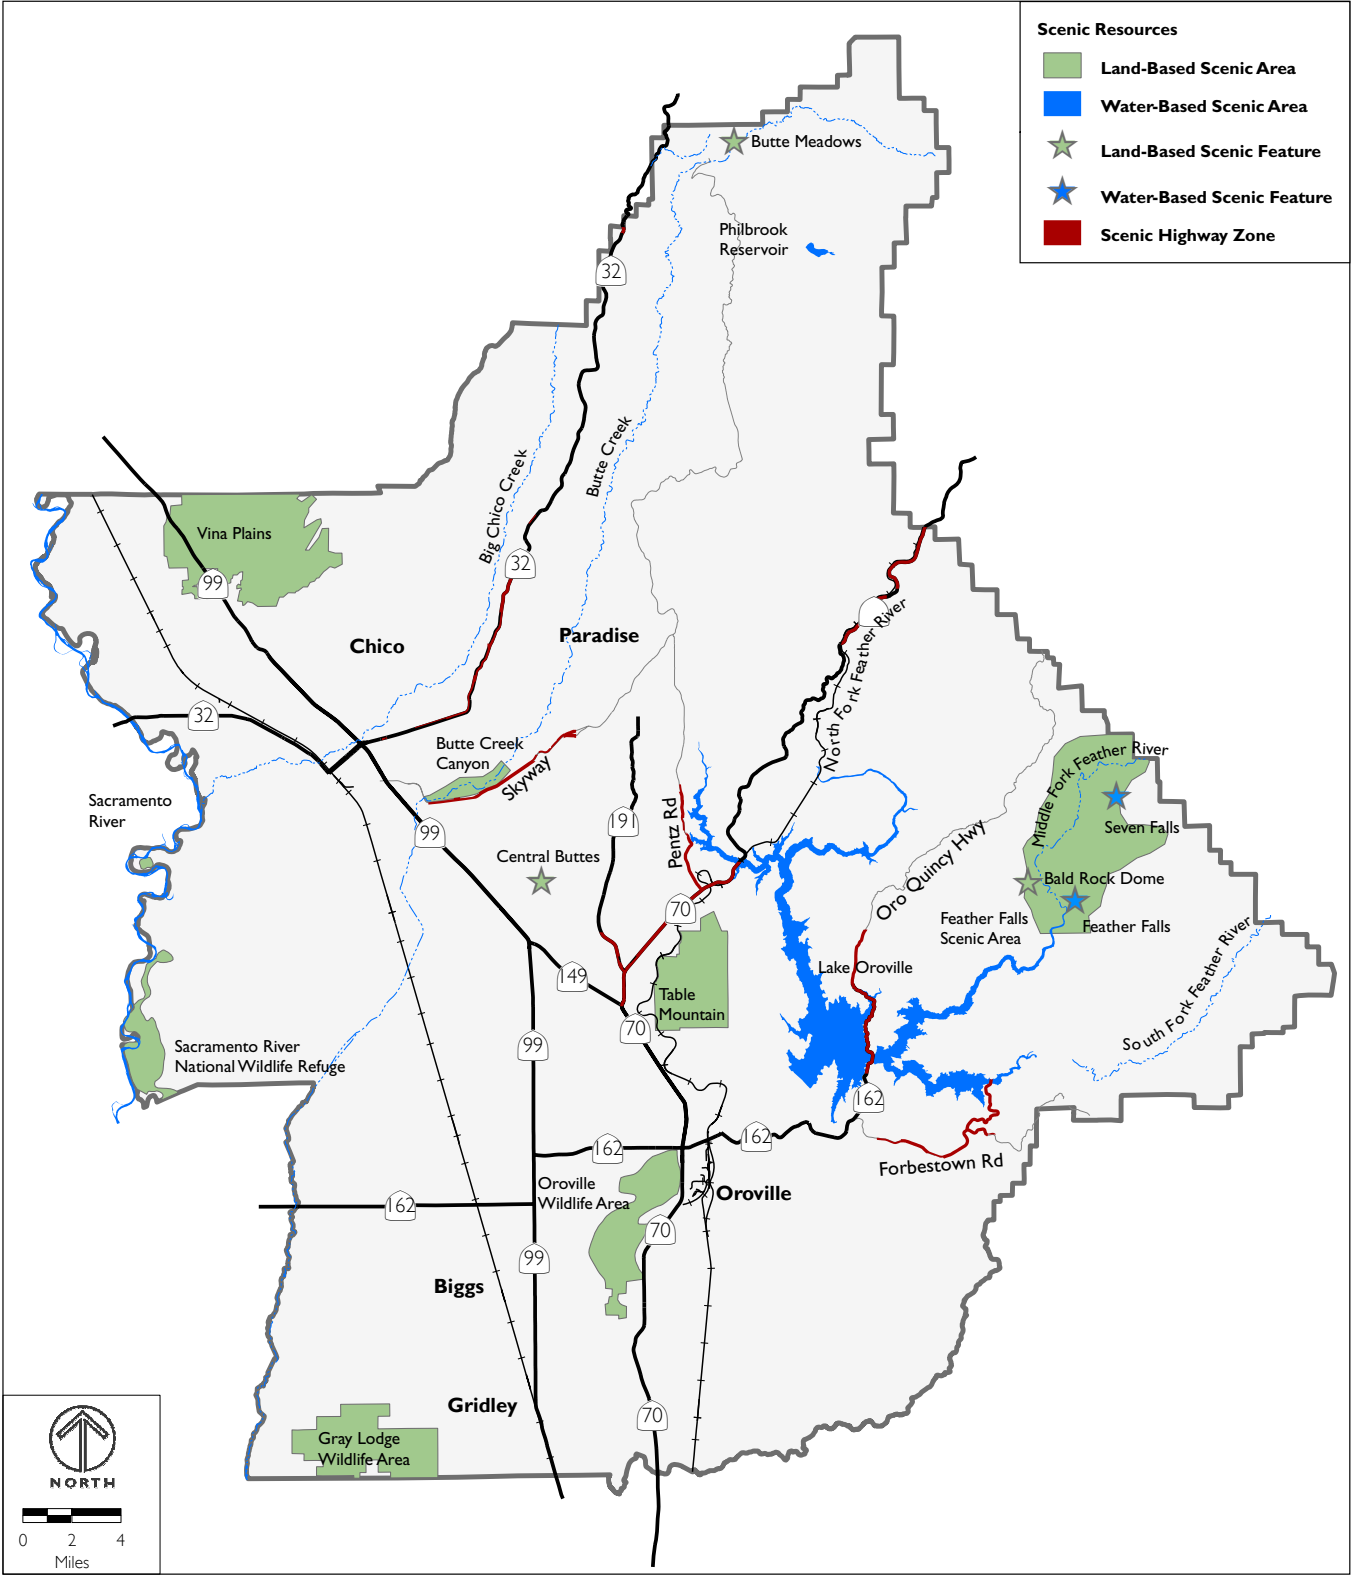 Scenic Resources
Land-Based Scenic Area
Water-Based Scenic Area
Land-Based Scenic Feature
Water-Based Scenic Feature
Scenic Highway Zone
Butte Meadows
Philbrook
Reservoir
32
Big Chico Creek
Butte Creek
Vina Plains
99
32
Chico
Paradise
North Fork Feather River
32
Butte Creek
Canyon
Skyway
Sacramento
River
99
191
Pentz Rd
Central Buttes
Oro Quincy Hwy
Middle Fork Feather River
Seven Falls
Bald Rock Dome
Feather Falls
Feather Falls
Scenic Area
South Fork Feather River
70
Lake Oroville
149
Table
Mountain
70
99
Sacramento River
National Wildlife Refuge
162
162
162
Forbestown Rd
Oroville
Wildlife Area
Oroville
162
70
99
Biggs
Gridley
70
Gray Lodge
Wildlife Area
NORTH
0 2 4
Miles